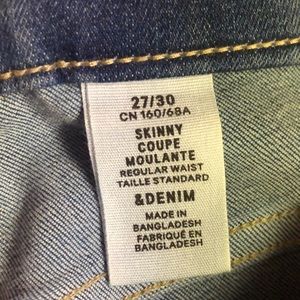 27/30
CN 160/68A
SKINNY
COUPE
MOULANTE
REGULAR WAIST
TAILLE STANDARD
&DENIM
MADE IN
BANGLADESH
FABRIQUÉ EN
BANGLADESH